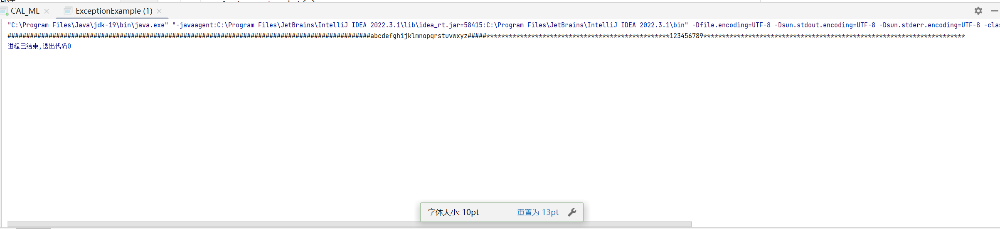 CAL_ML
ExceptionExample (1)
"C:\Program Files\Java\jdk-19\bin\java.exe" "-javaagent:C:\Program Files\JetBrains\IntelliJ IDEA 2022.3.1\lib\idea_rt.jar=58415:C:\Program Files\JetBrains\IntelliJ IDEA 2022.3.1\bin" -Dfile.encoding=UTF-8 -Dsun.stdout.encoding=UTF-8 -Dsun.stderr.encoding=UTF-8 -clas
#################################################################################################abcdefghijklmnopqrstuvwxyz#####*************************************************123456789**********************************************************************
进程已结束,退出代码0
字体大小: 10pt 重置为 13pt